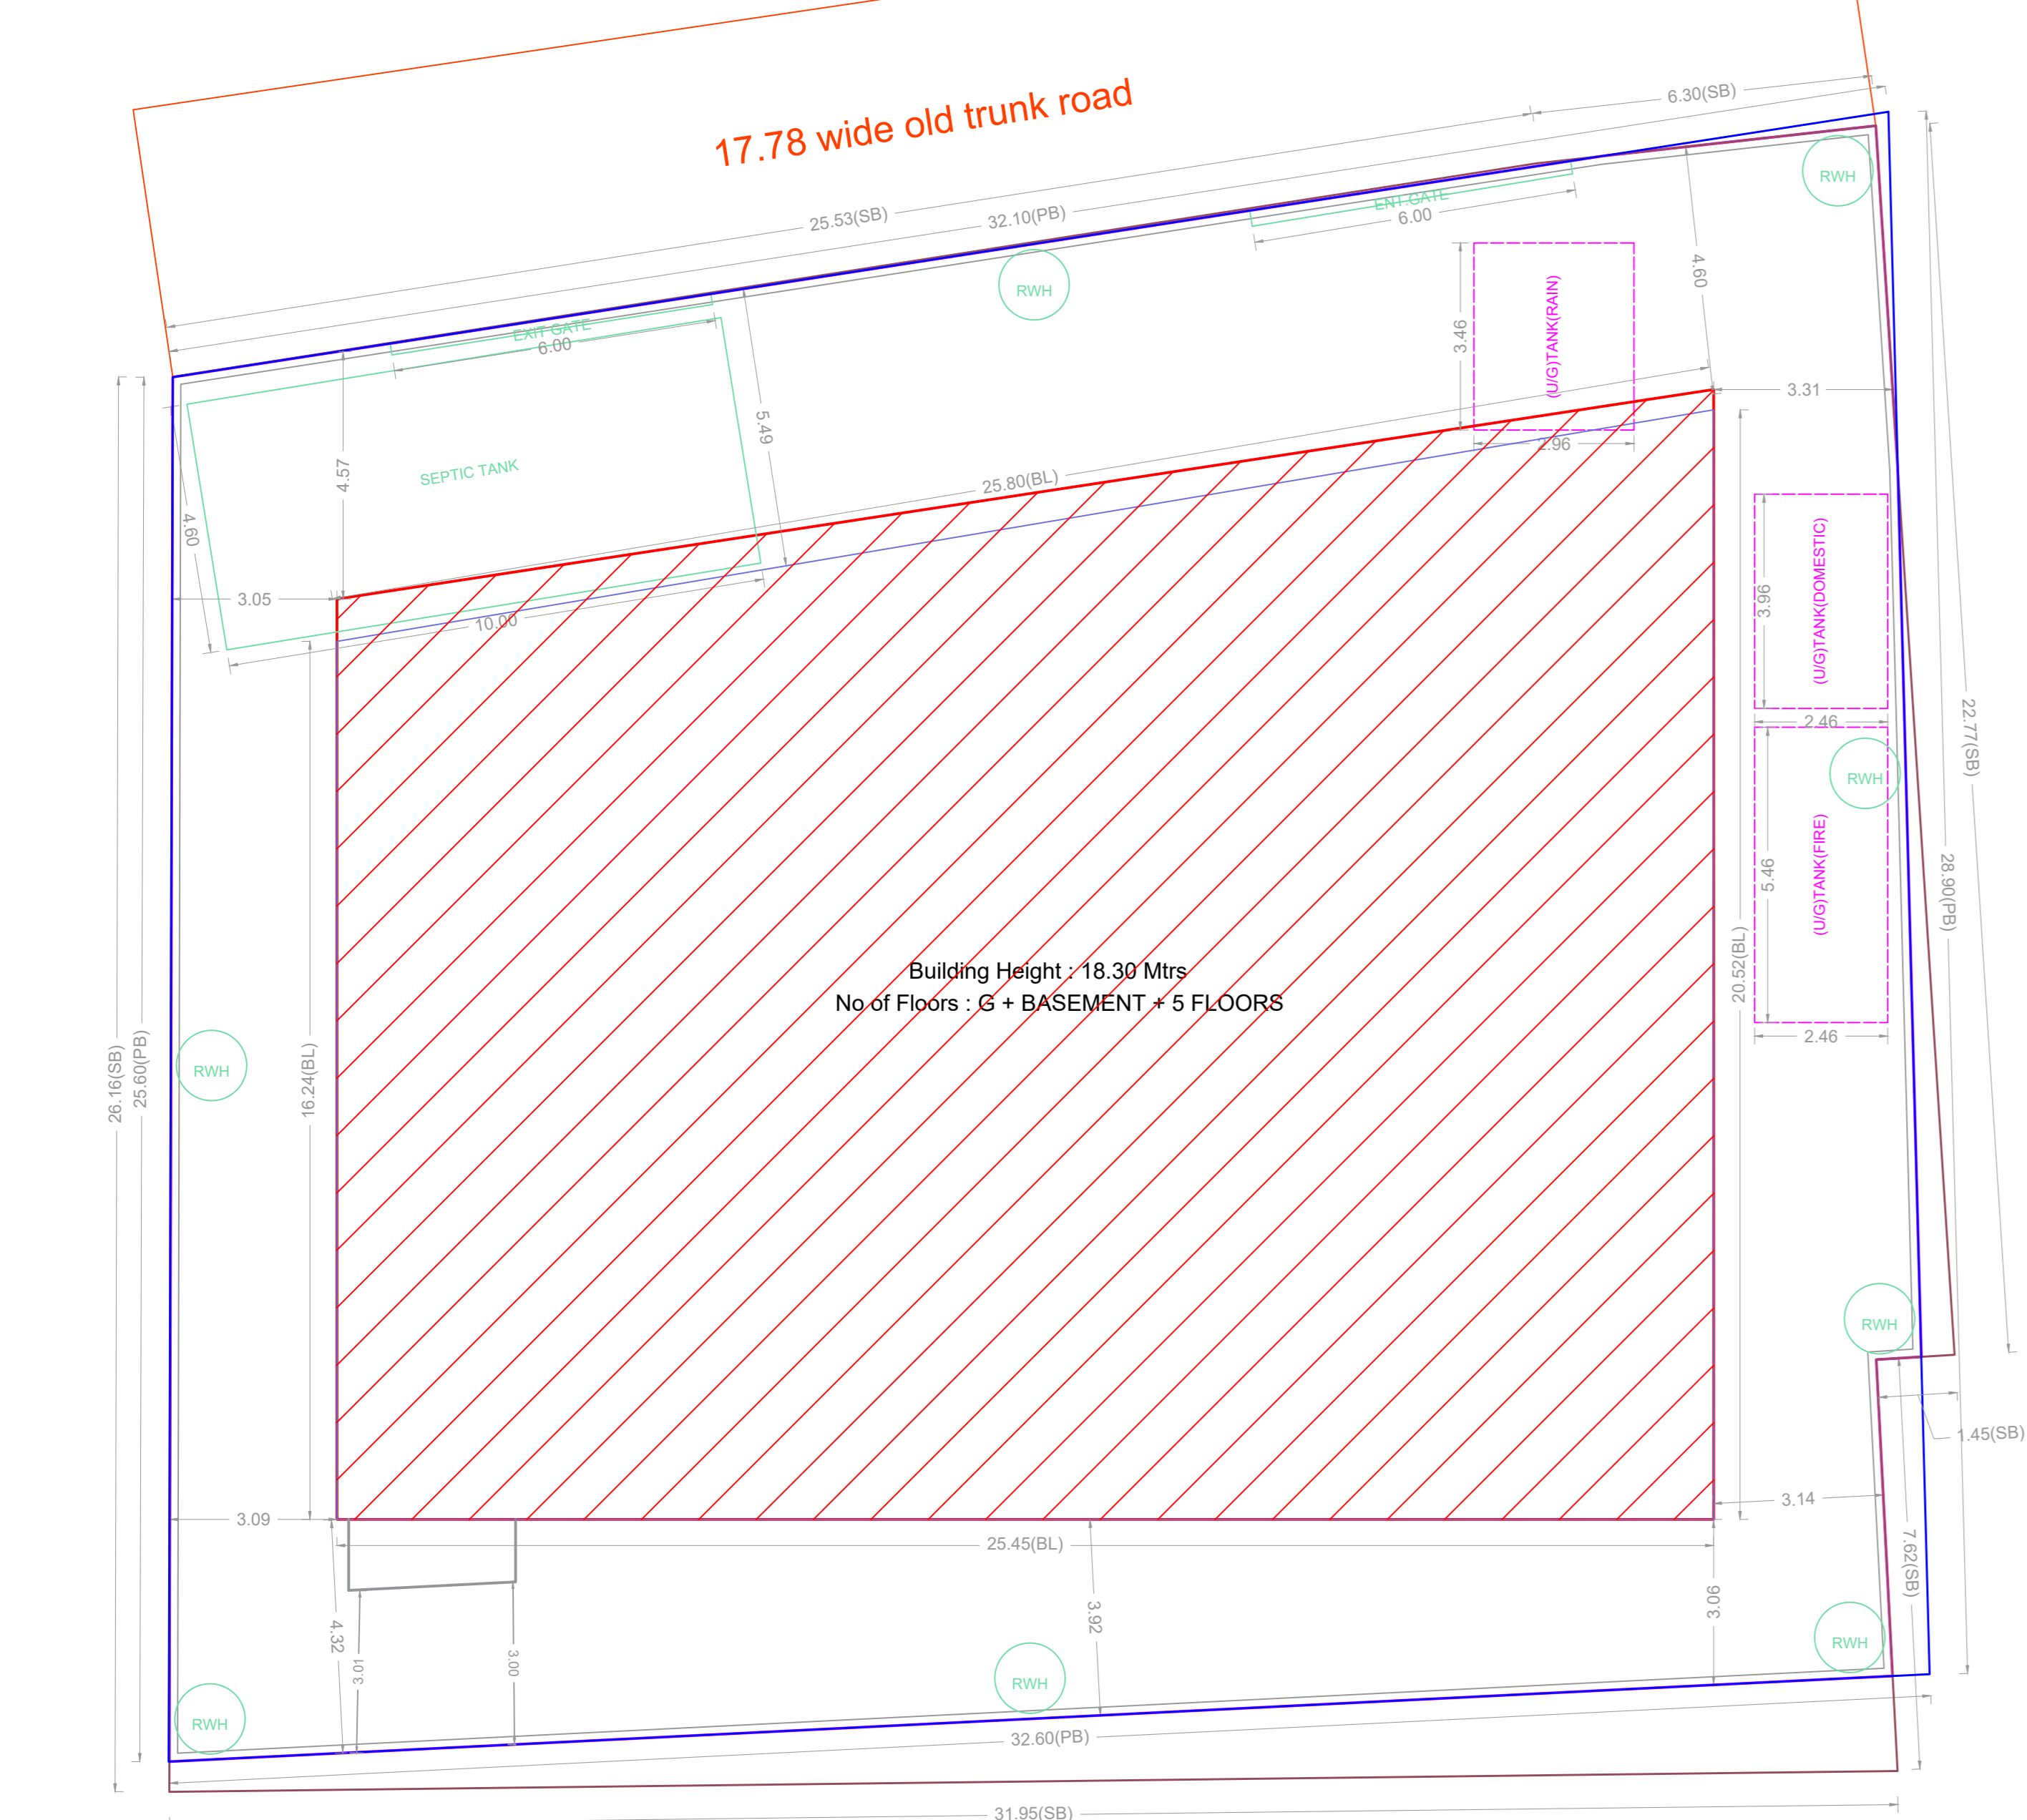 17.78 wide old trunk road
6.30(SB)
25.53(SB)
32.10(PB)
RWH
ENT.GATE
6.00
RWH
EXIT GATE
6.00
4.60
(U/G)TANK(RAIN)
3.46
2.96
3.31
5.49
4.57
SEPTIC TANK
4.60
25.80(BL)
3.05
10.00
3.96
(U/G)TANK(DOMESTIC)
2.46
22.77(SB)
RWH
5.46
(U/G)TANK(FIRE)
28.90(PB)
20.52(BL)
2.46
Building Height : 18.30 Mtrs
No of Floors : G + BASEMENT + 5 FLOORS
26.16(SB)
25.60(PB)
RWH
16.24(BL)
RWH
1.45(SB)
3.14
3.09
25.45(BL)
7.62(SB)
3.06
3.92
4.32
3.01
3.00
RWH
RWH
RWH
32.60(PB)
31.95(SB)